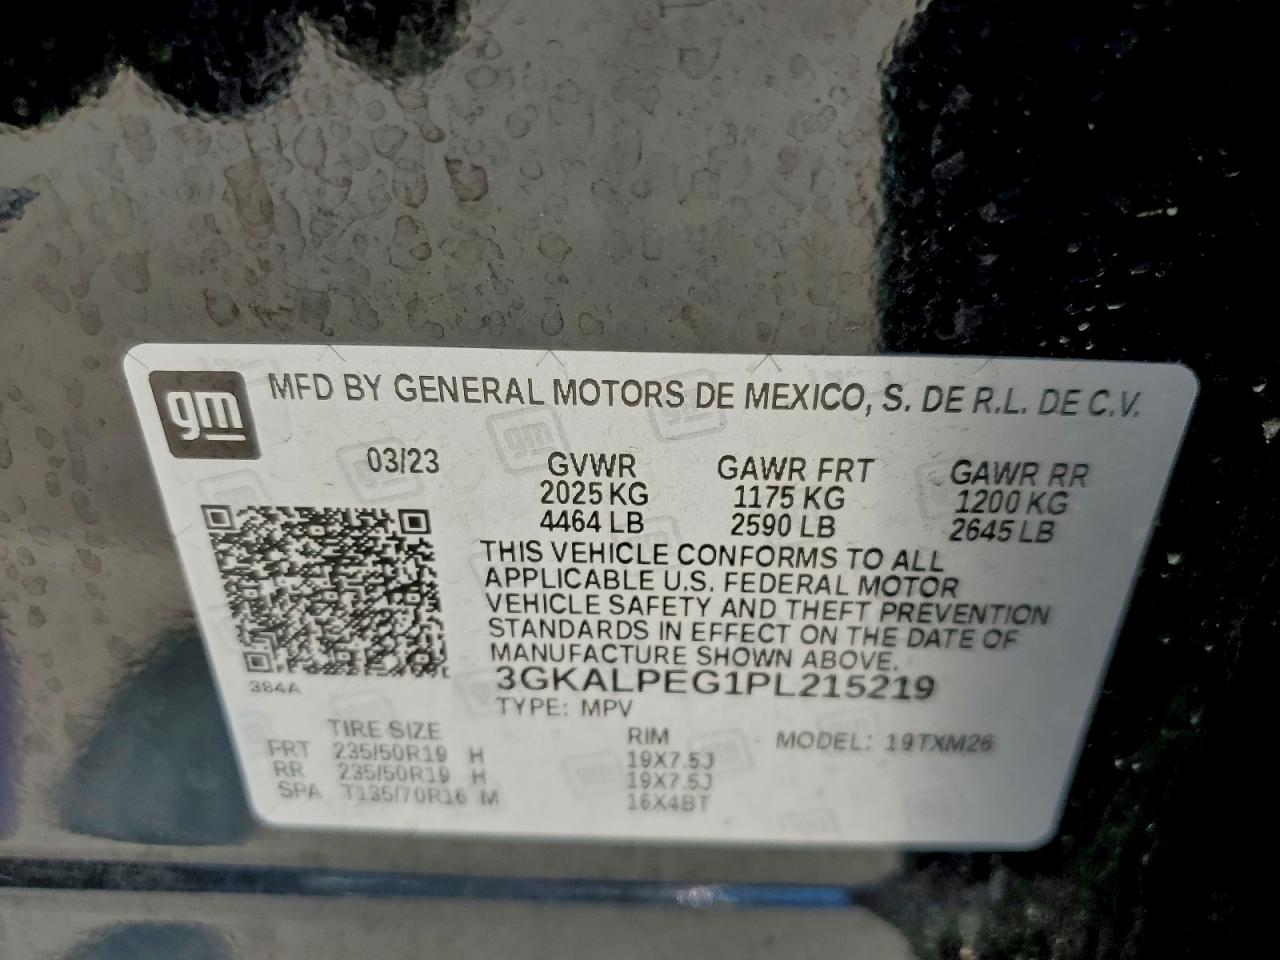 gm MFD BY GENERAL MOTORS DE MEXICO, S. DE R.L. DE C.V.
03/23 GVWR GAWR FRT GAWR RR
2025 KG 1175 KG 1200 KG
4464 LB 2590 LB 2645 LB
THIS VEHICLE CONFORMS TO ALL
APPLICABLE U.S. FEDERAL MOTOR
VEHICLE SAFETY AND THEFT PREVENTION
STANDARDS IN EFFECT ON THE DATE OF
MANUFACTURE SHOWN ABOVE.
384A 3GKALPEG1PL215219
TYPE: MPV
TIRE SIZE RIM MODEL: 19TXM26
FRT 235/50R19 H 19X7.5J
RR 235/50R19 H 19X7.5J
SPA T135/70R16 M 16X4BT